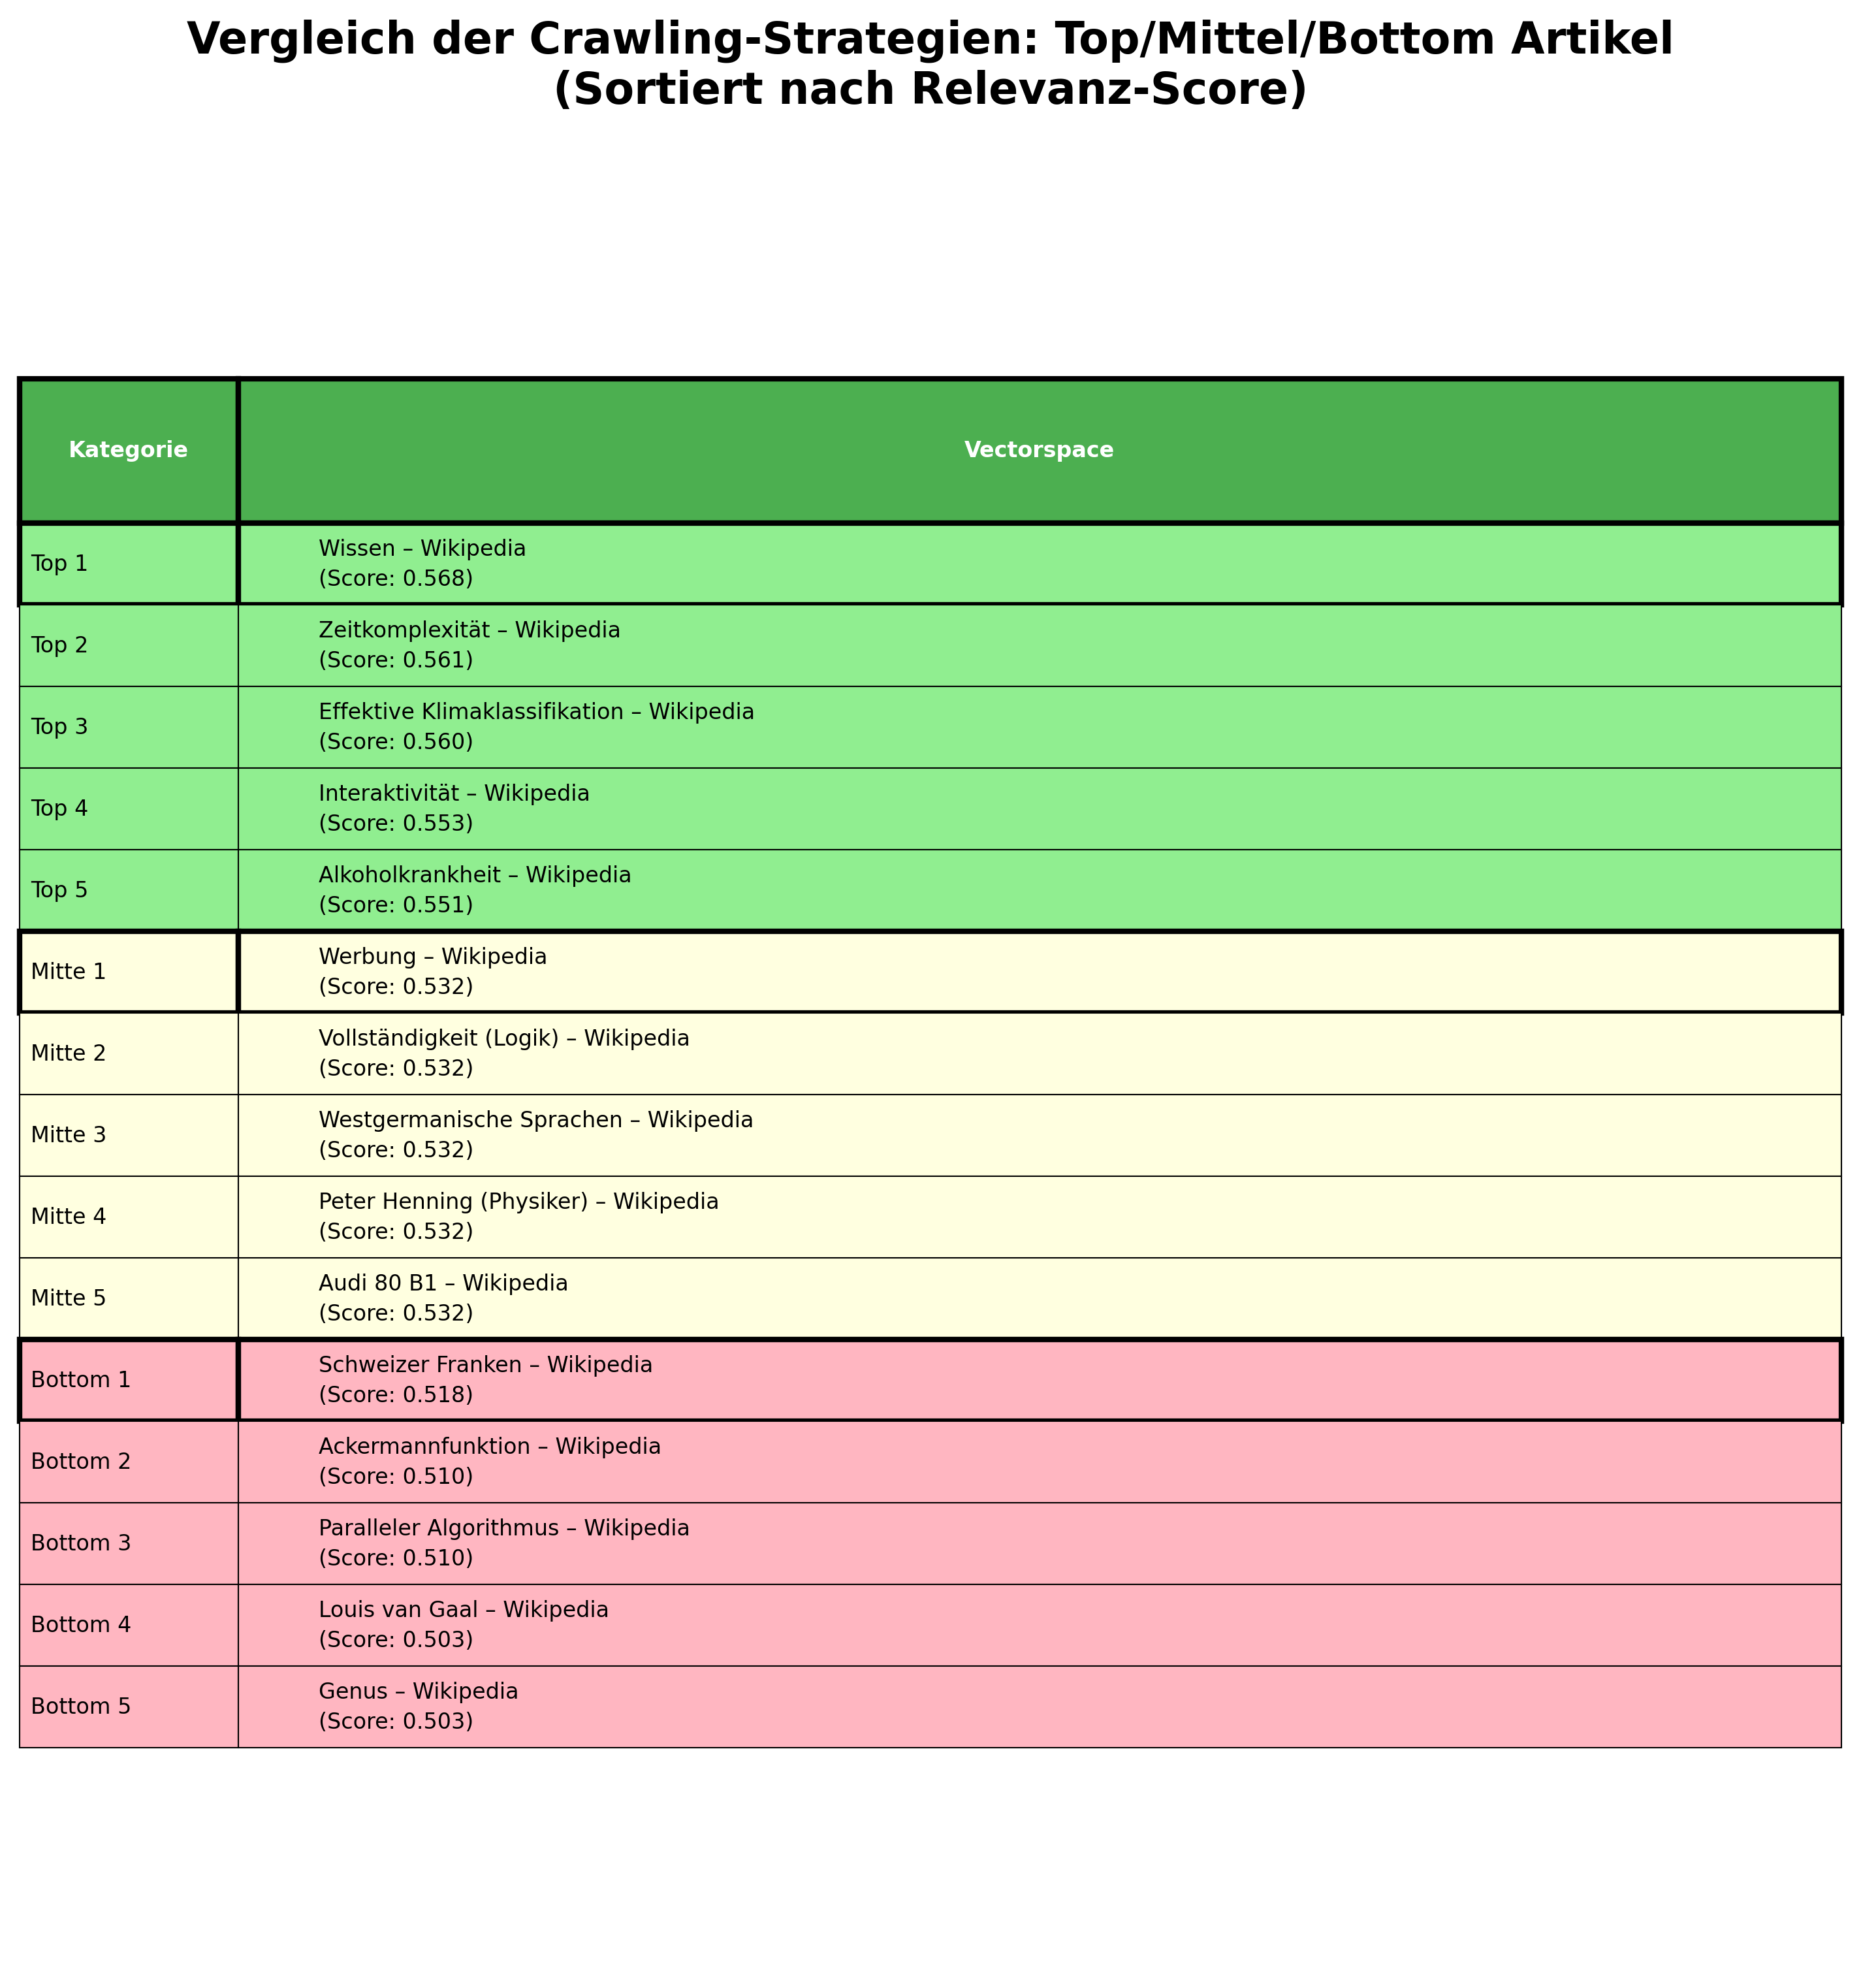 Vergleich der Crawling-Strategien: Top/Mittel/Bottom Artikel
(Sortiert nach Relevanz-Score)
Kategorie
Vectorspace
Top 1
Wissen – Wikipedia
(Score: 0.568)
Top 2
Zeitkomplexität – Wikipedia
(Score: 0.561)
Top 3
Effektive Klimaklassifikation – Wikipedia
(Score: 0.560)
Top 4
Interaktivität – Wikipedia
(Score: 0.553)
Top 5
Alkoholkrankheit – Wikipedia
(Score: 0.551)
Mitte 1
Werbung – Wikipedia
(Score: 0.532)
Mitte 2
Vollständigkeit (Logik) – Wikipedia
(Score: 0.532)
Mitte 3
Westgermanische Sprachen – Wikipedia
(Score: 0.532)
Mitte 4
Peter Henning (Physiker) – Wikipedia
(Score: 0.532)
Mitte 5
Audi 80 B1 – Wikipedia
(Score: 0.532)
Bottom 1
Schweizer Franken – Wikipedia
(Score: 0.518)
Bottom 2
Ackermannfunktion – Wikipedia
(Score: 0.510)
Bottom 3
Paralleler Algorithmus – Wikipedia
(Score: 0.510)
Bottom 4
Louis van Gaal – Wikipedia
(Score: 0.503)
Bottom 5
Genus – Wikipedia
(Score: 0.503)